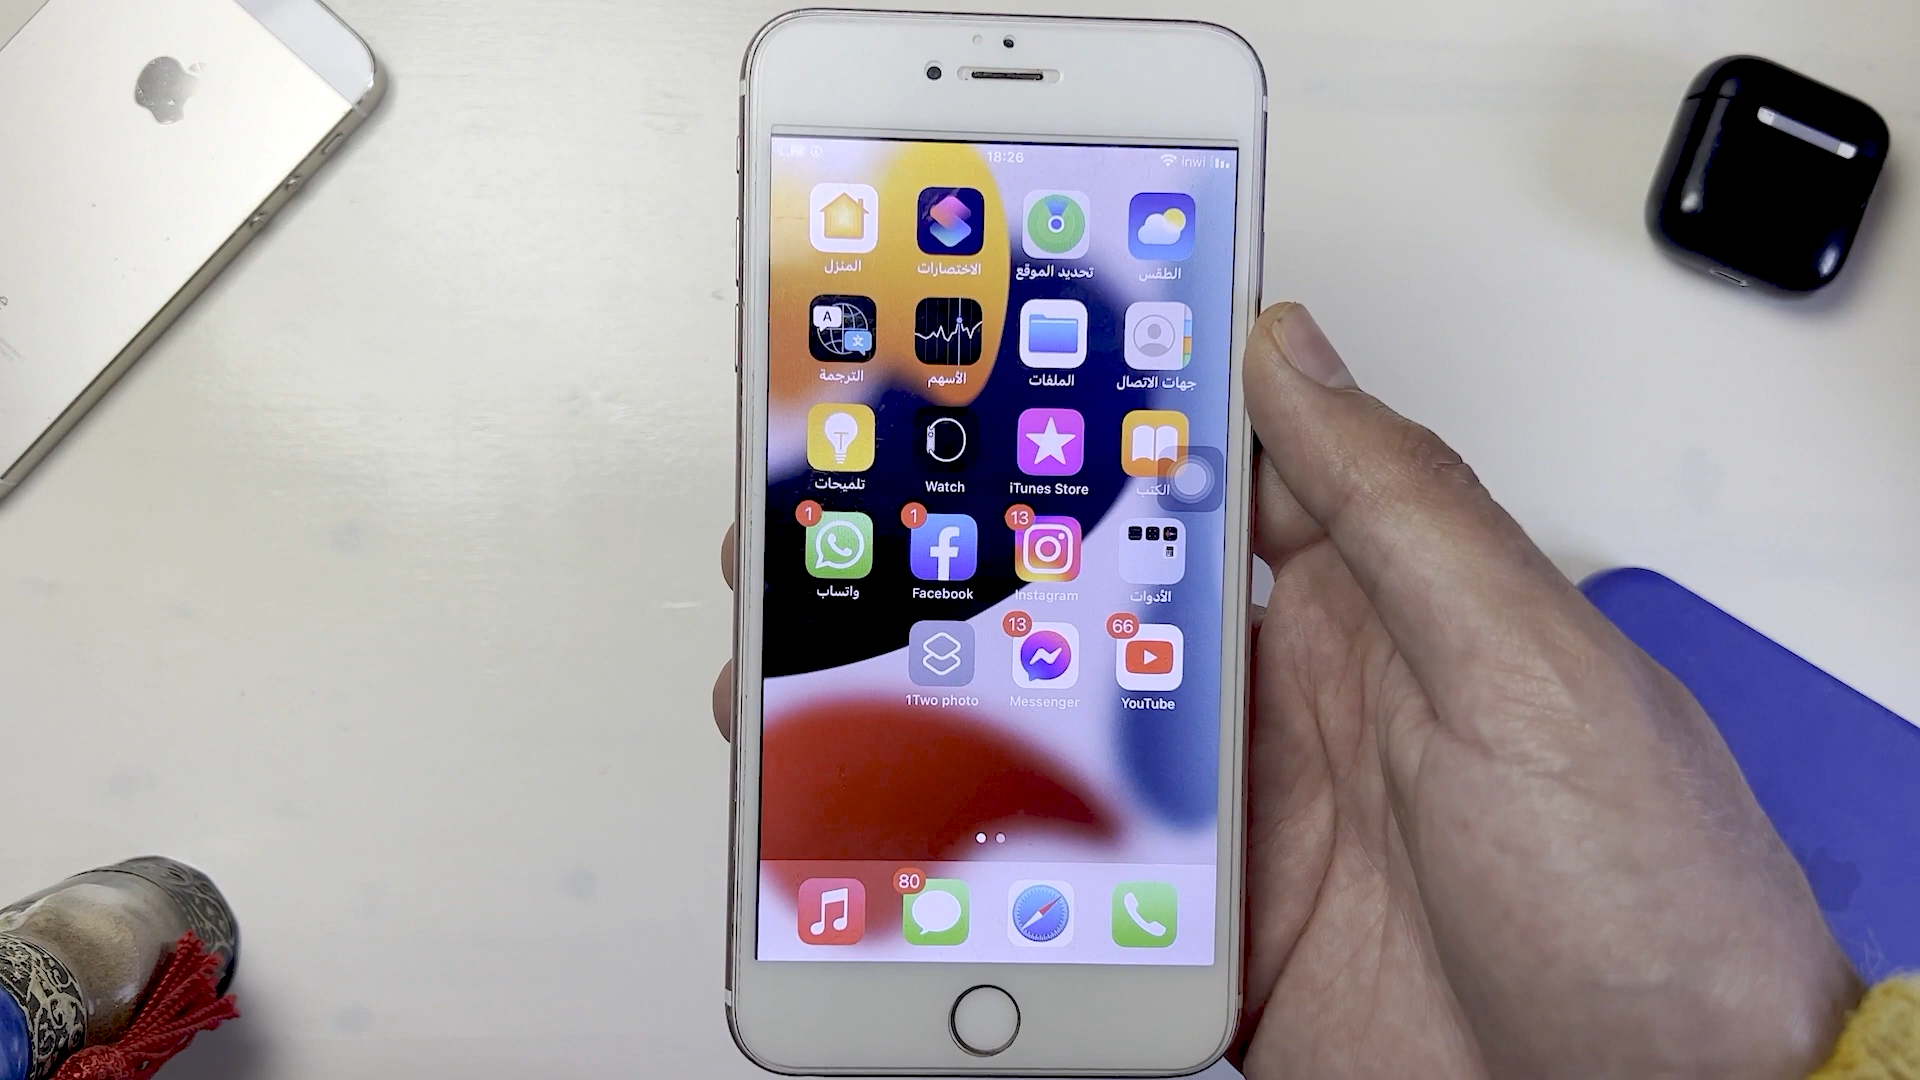 18:26
inwi
الطقس
تحديد الموقع
الاختصارات
المنزل
جهات الاتصال
الملفات
الأسهم
A
文
الترجمة
الكتب
iTunes Store
Watch
تلميحات
الأدوات
13
Instagram
1
Facebook
1
واتساب
66
YouTube
13
Messenger
1Two photo
80